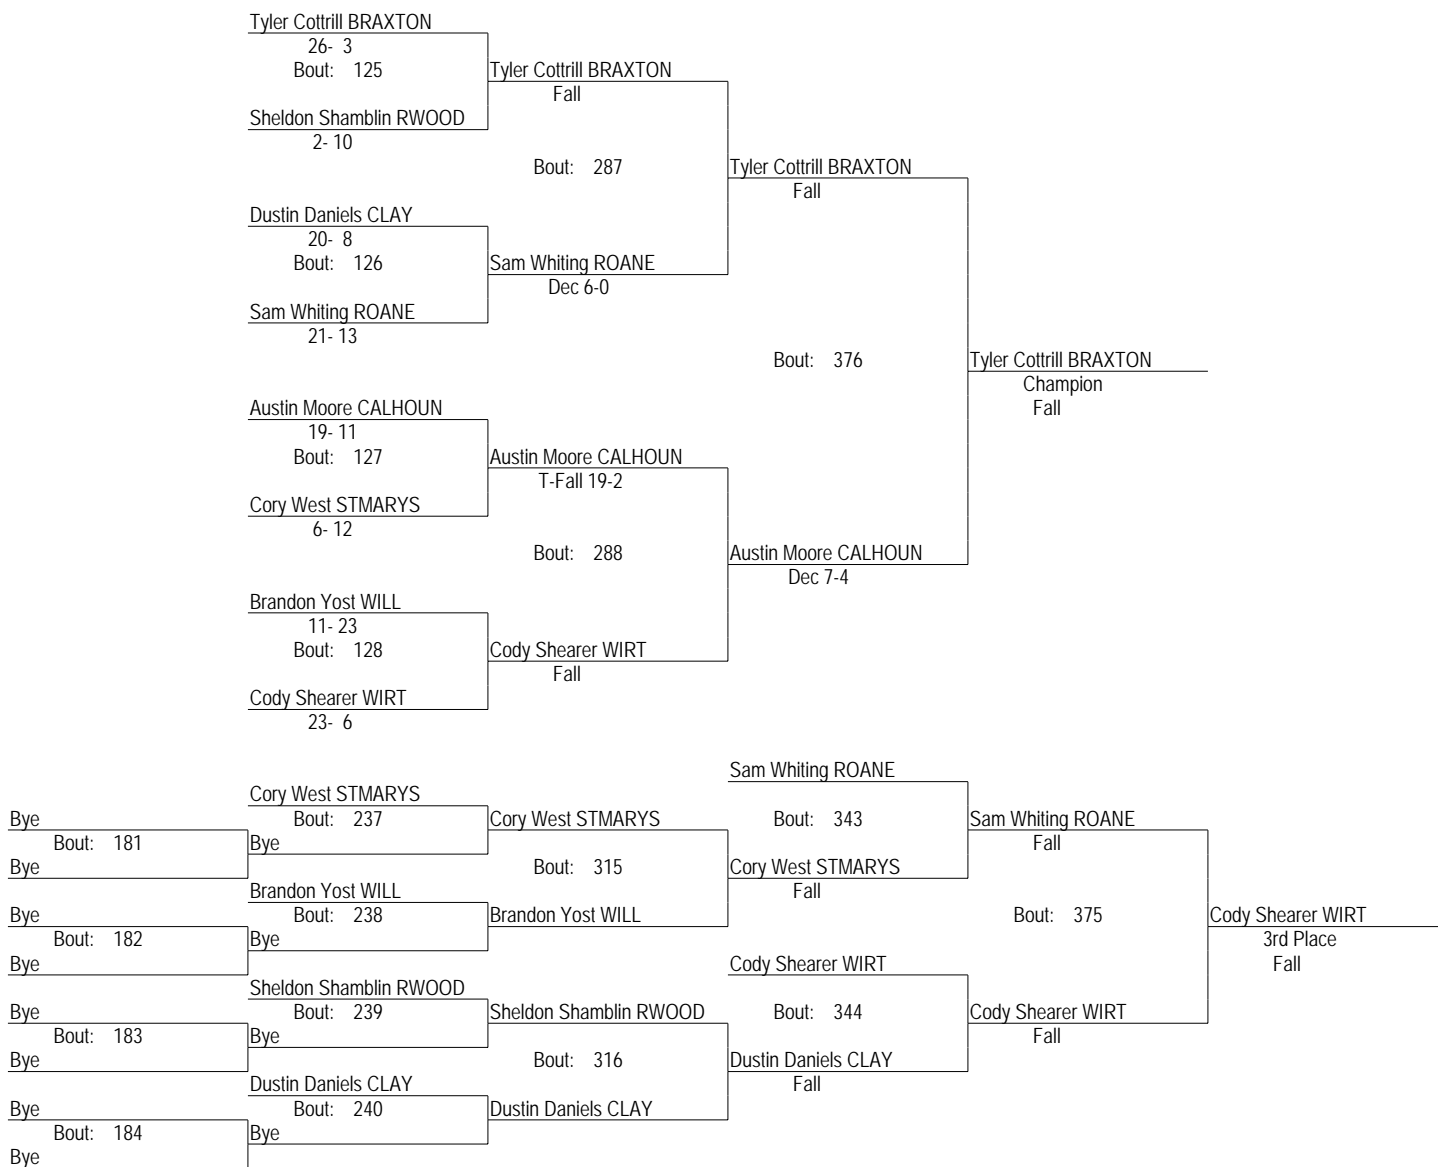 Tyler Cottrill BRAXTON
26- 3
Bout: 125
Tyler Cottrill BRAXTON
Fall
Sheldon Shamblin RWOOD
2- 10
Bout: 287
Tyler Cottrill BRAXTON
Fall
Dustin Daniels CLAY
20- 8
Bout: 126
Sam Whiting ROANE
Dec 6-0
Sam Whiting ROANE
21- 13
Bout: 376
Tyler Cottrill BRAXTON
Champion
Fall
Austin Moore CALHOUN
19- 11
Bout: 127
Austin Moore CALHOUN
T-Fall 19-2
Cory West STMARYS
6- 12
Bout: 288
Austin Moore CALHOUN
Dec 7-4
Brandon Yost WILL
11- 23
Bout: 128
Cody Shearer WIRT
Fall
Cody Shearer WIRT
23- 6
Sam Whiting ROANE
Cory West STMARYS
Bye
Bout: 237
Cory West STMARYS
Bout: 343
Sam Whiting ROANE
Bout: 181
Bye
Fall
Bye
Bout: 315
Cory West STMARYS
Brandon Yost WILL
Fall
Bye
Bout: 238
Brandon Yost WILL
Bout: 375
Cody Shearer WIRT
Bout: 182
Bye
3rd Place
Bye
Cody Shearer WIRT
Fall
Sheldon Shamblin RWOOD
Bye
Bout: 239
Sheldon Shamblin RWOOD
Bout: 344
Cody Shearer WIRT
Bout: 183
Bye
Fall
Bye
Bout: 316
Dustin Daniels CLAY
Dustin Daniels CLAY
Fall
Bye
Bout: 240
Dustin Daniels CLAY
Bout: 184
Bye
Bye